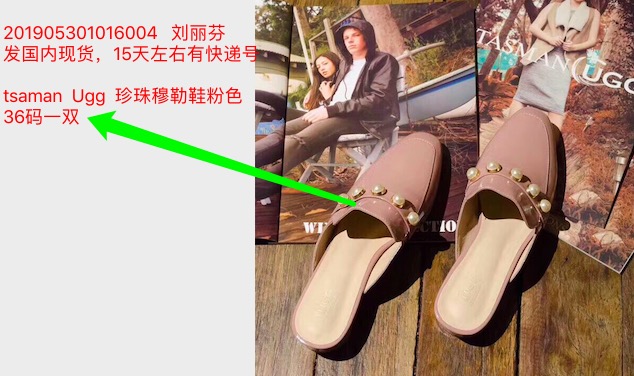 201905301016004 刘丽芬
发国内现货，15天左右有快递号
tsaman Ugg 珍珠穆勒鞋粉色
36码一双
TASMAN UGG